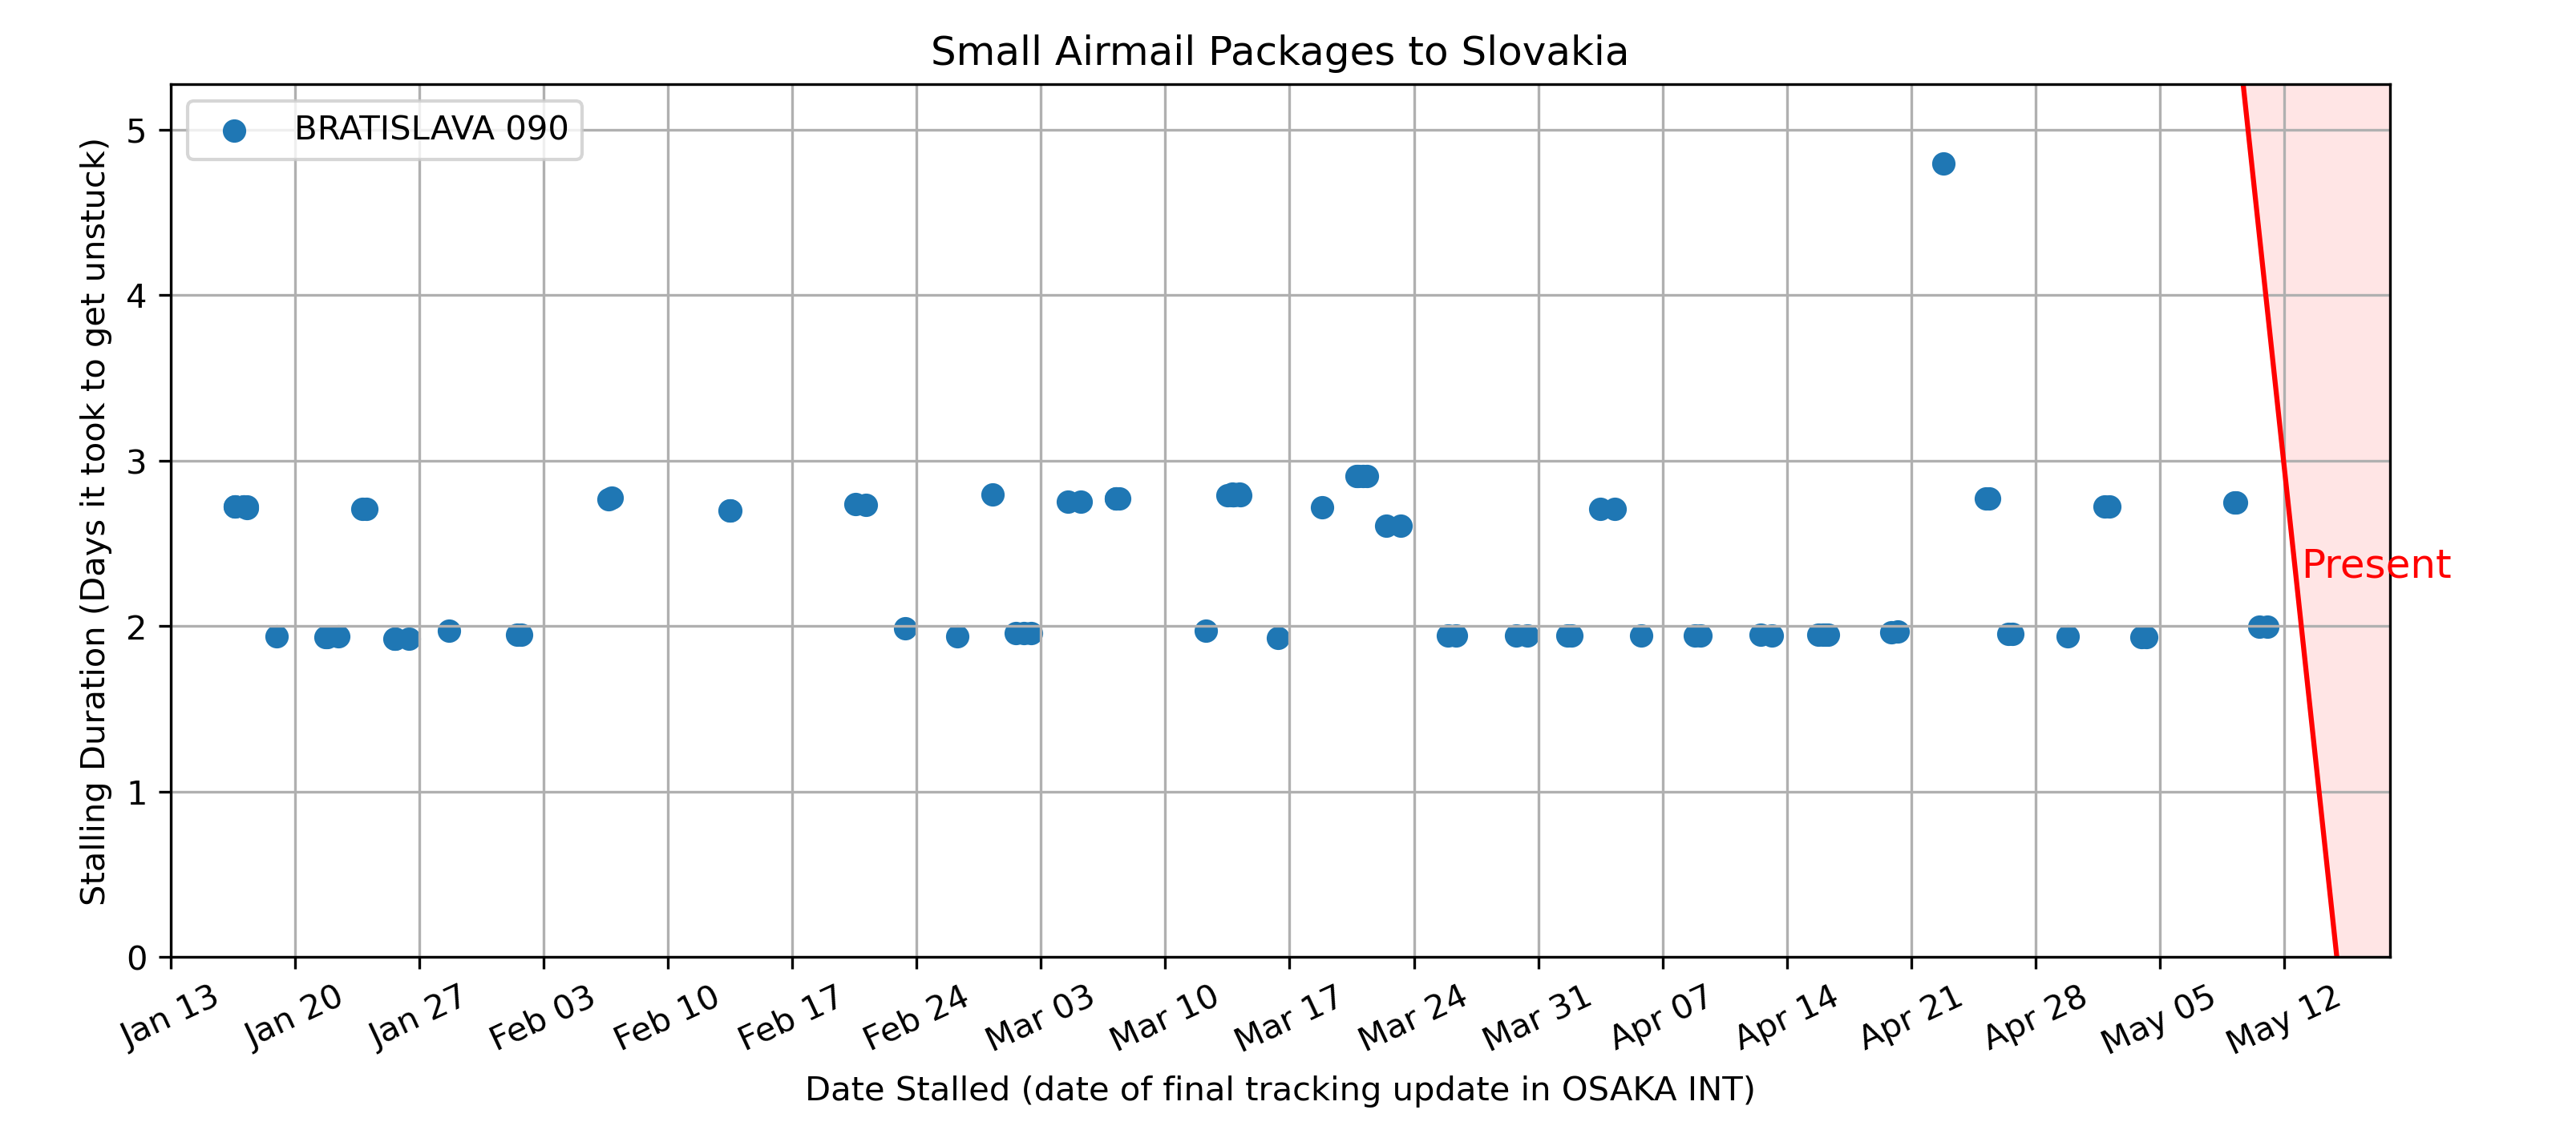 Small Airmail Packages to Slovakia
BRATISLAVA 090
Stalling Duration (Days it took to get unstuck)
5
4
3
2
1
0
Present
Jan 13
Jan 20
Jan 27
Feb 03
Feb 10
Feb 17
Feb 24
Mar 03
Mar 10
Mar 17
Mar 24
Mar 31
Apr 07
Apr 14
Apr 21
Apr 28
May 05
May 12
Date Stalled (date of final tracking update in OSAKA INT)